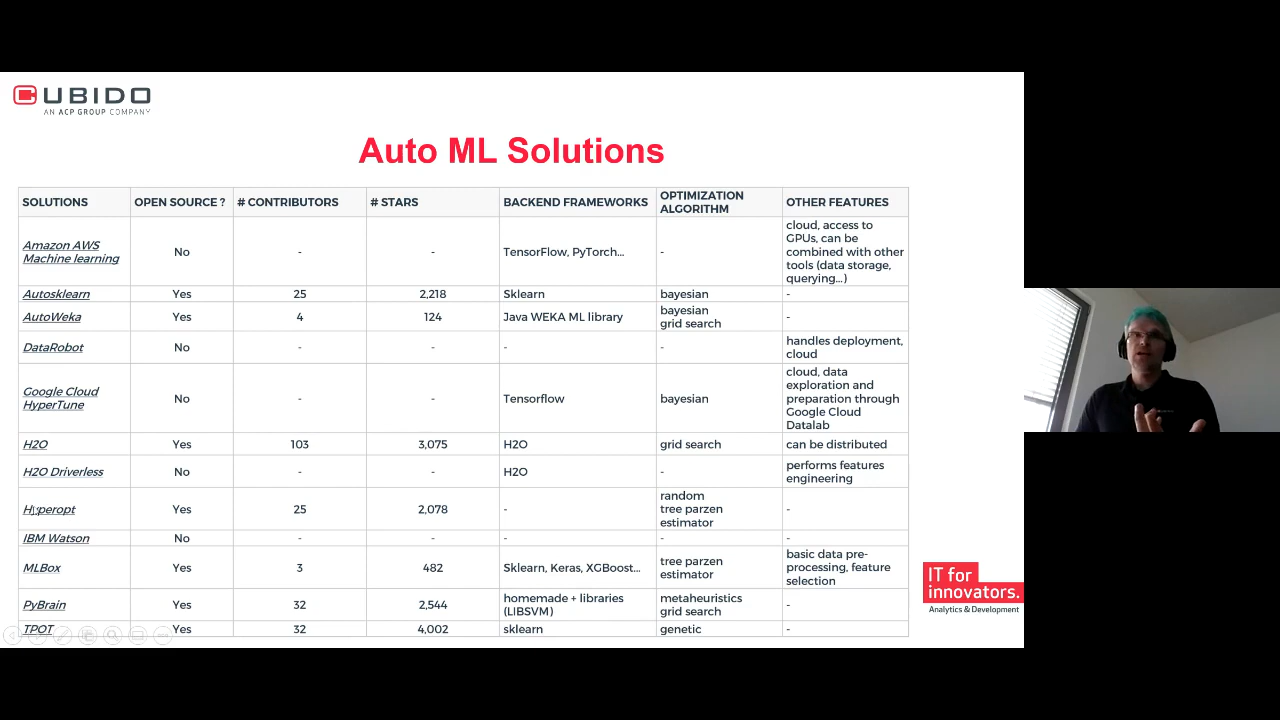 CUBIDO
AN ACP GROUP COMPANY
Auto ML Solutions
SOLUTIONS OPEN SOURCE ? # CONTRIBUTORS # STARS BACKEND FRAMEWORKS OPTIMIZATION ALGORITHM OTHER FEATURES
Amazon AWS Machine learning No - - TensorFlow, PyTorch... - cloud, access to GPUs, can be combined with other tools (data storage, querying...)
Autosklearn Yes 25 2,218 Sklearn bayesian -
AutoWeka Yes 4 124 Java WEKA ML library bayesian grid search -
DataRobot No - - - - handles deployment, cloud
Google Cloud HyperTune No - - Tensorflow bayesian cloud, data exploration and preparation through Google Cloud Datalab
H2O Yes 103 3,075 H2O grid search can be distributed
H2O Driverless No - - H2O - performs features engineering
Hyperopt Yes 25 2,078 - random tree parzen estimator -
IBM Watson No - - - - -
MLBox Yes 3 482 Sklearn, Keras, XGBoost... tree parzen estimator basic data pre-processing, feature selection
PyBrain Yes 32 2,544 homemade + libraries (LIBSVM) metaheuristics grid search -
TPOT Yes 32 4,002 sklearn genetic -
IT for
innovators.
Analytics & Development